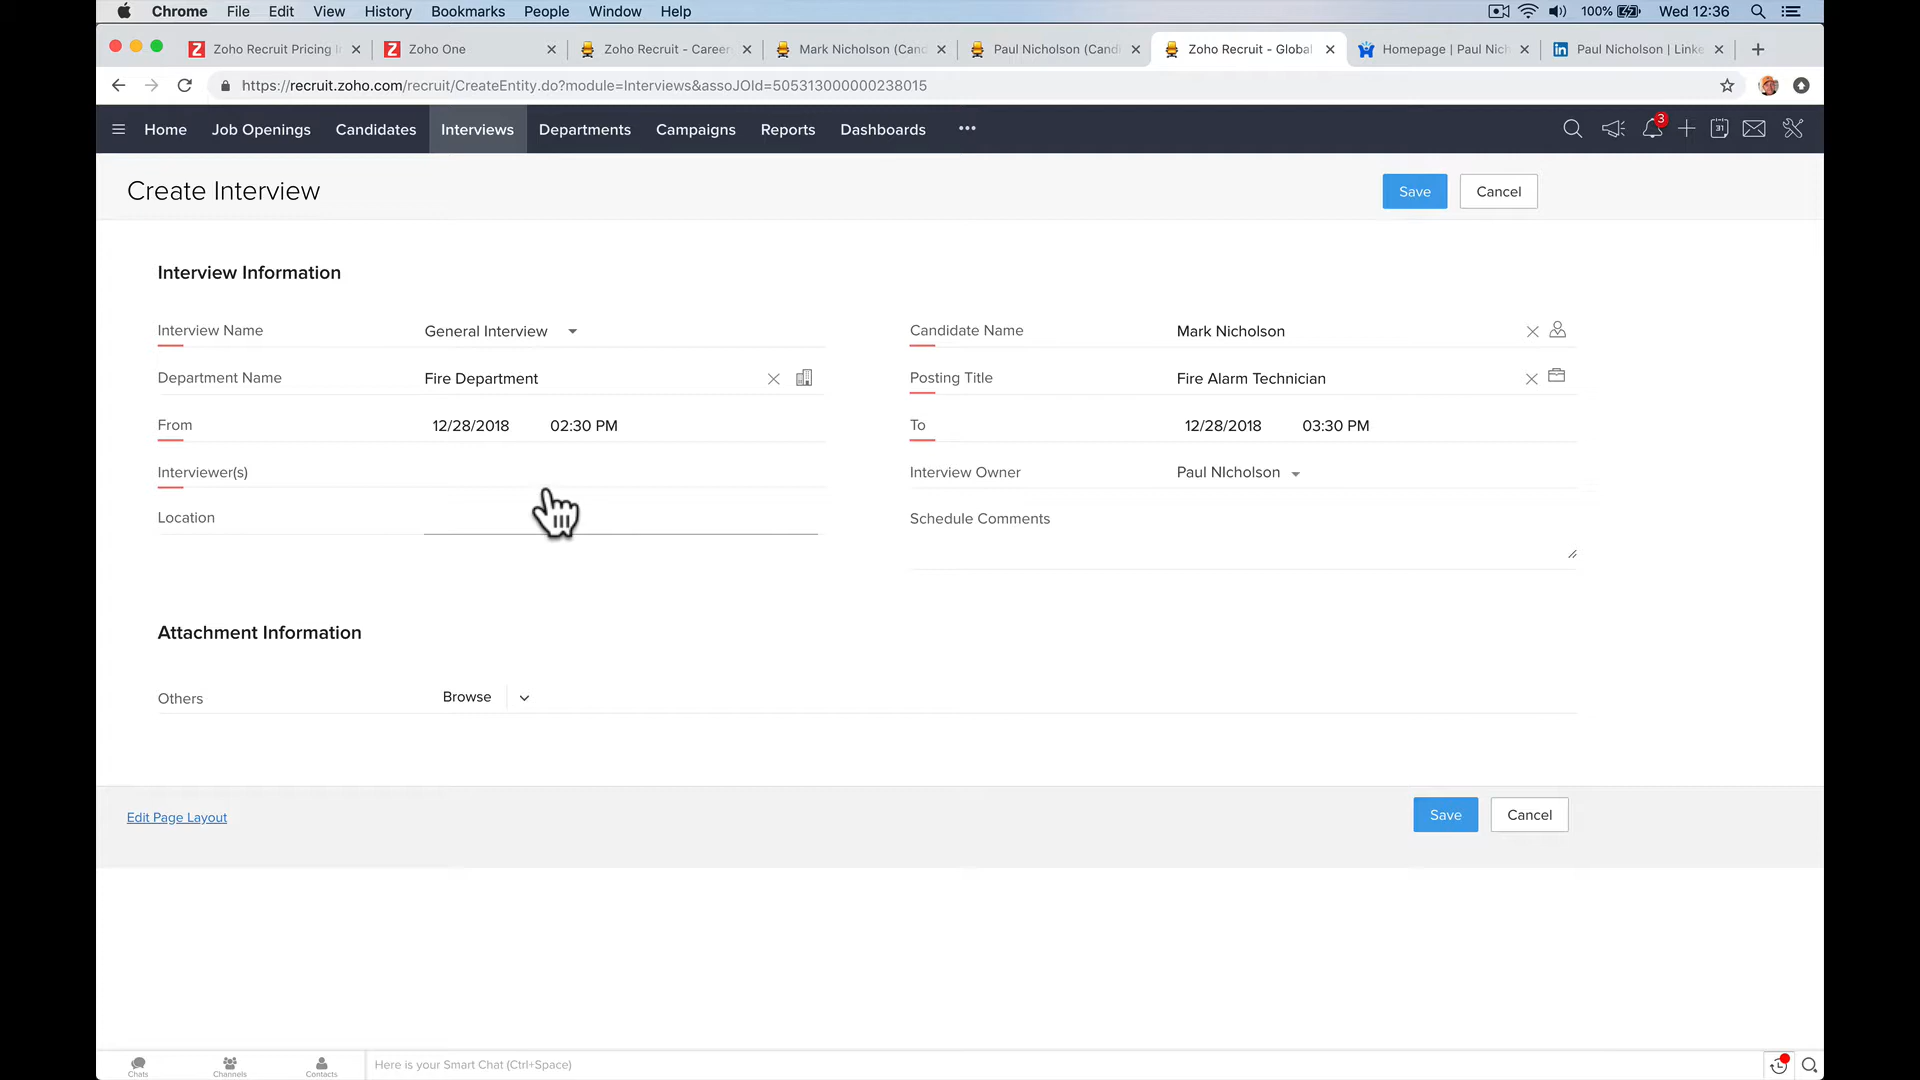 Chrome File Edit View History Bookmarks People Window Help 100% Wed 12:36
Zoho Recruit Pricing Zoho One Zoho Recruit - Career Mark Nicholson (Cand Paul Nicholson (Candi Zoho Recruit - Global Homepage | Paul Nich Paul Nicholson | Linke
https://recruit.zoho.com/recruit/CreateEntity.do?module=Interviews&assoJOId=505313000000238015
Home Job Openings Candidates Interviews Departments Campaigns Reports Dashboards ••• 3 31
Create Interview Save Cancel
Interview Information
Interview Name General Interview Candidate Name Mark Nicholson
Department Name Fire Department Posting Title Fire Alarm Technician
From 12/28/2018 02:30 PM To 12/28/2018 03:30 PM
Interviewer(s) Interview Owner Paul NIcholson
Location Schedule Comments
Attachment Information
Others Browse
Edit Page Layout Save Cancel
Chats Channels Contacts Here is your Smart Chat (Ctrl+Space)